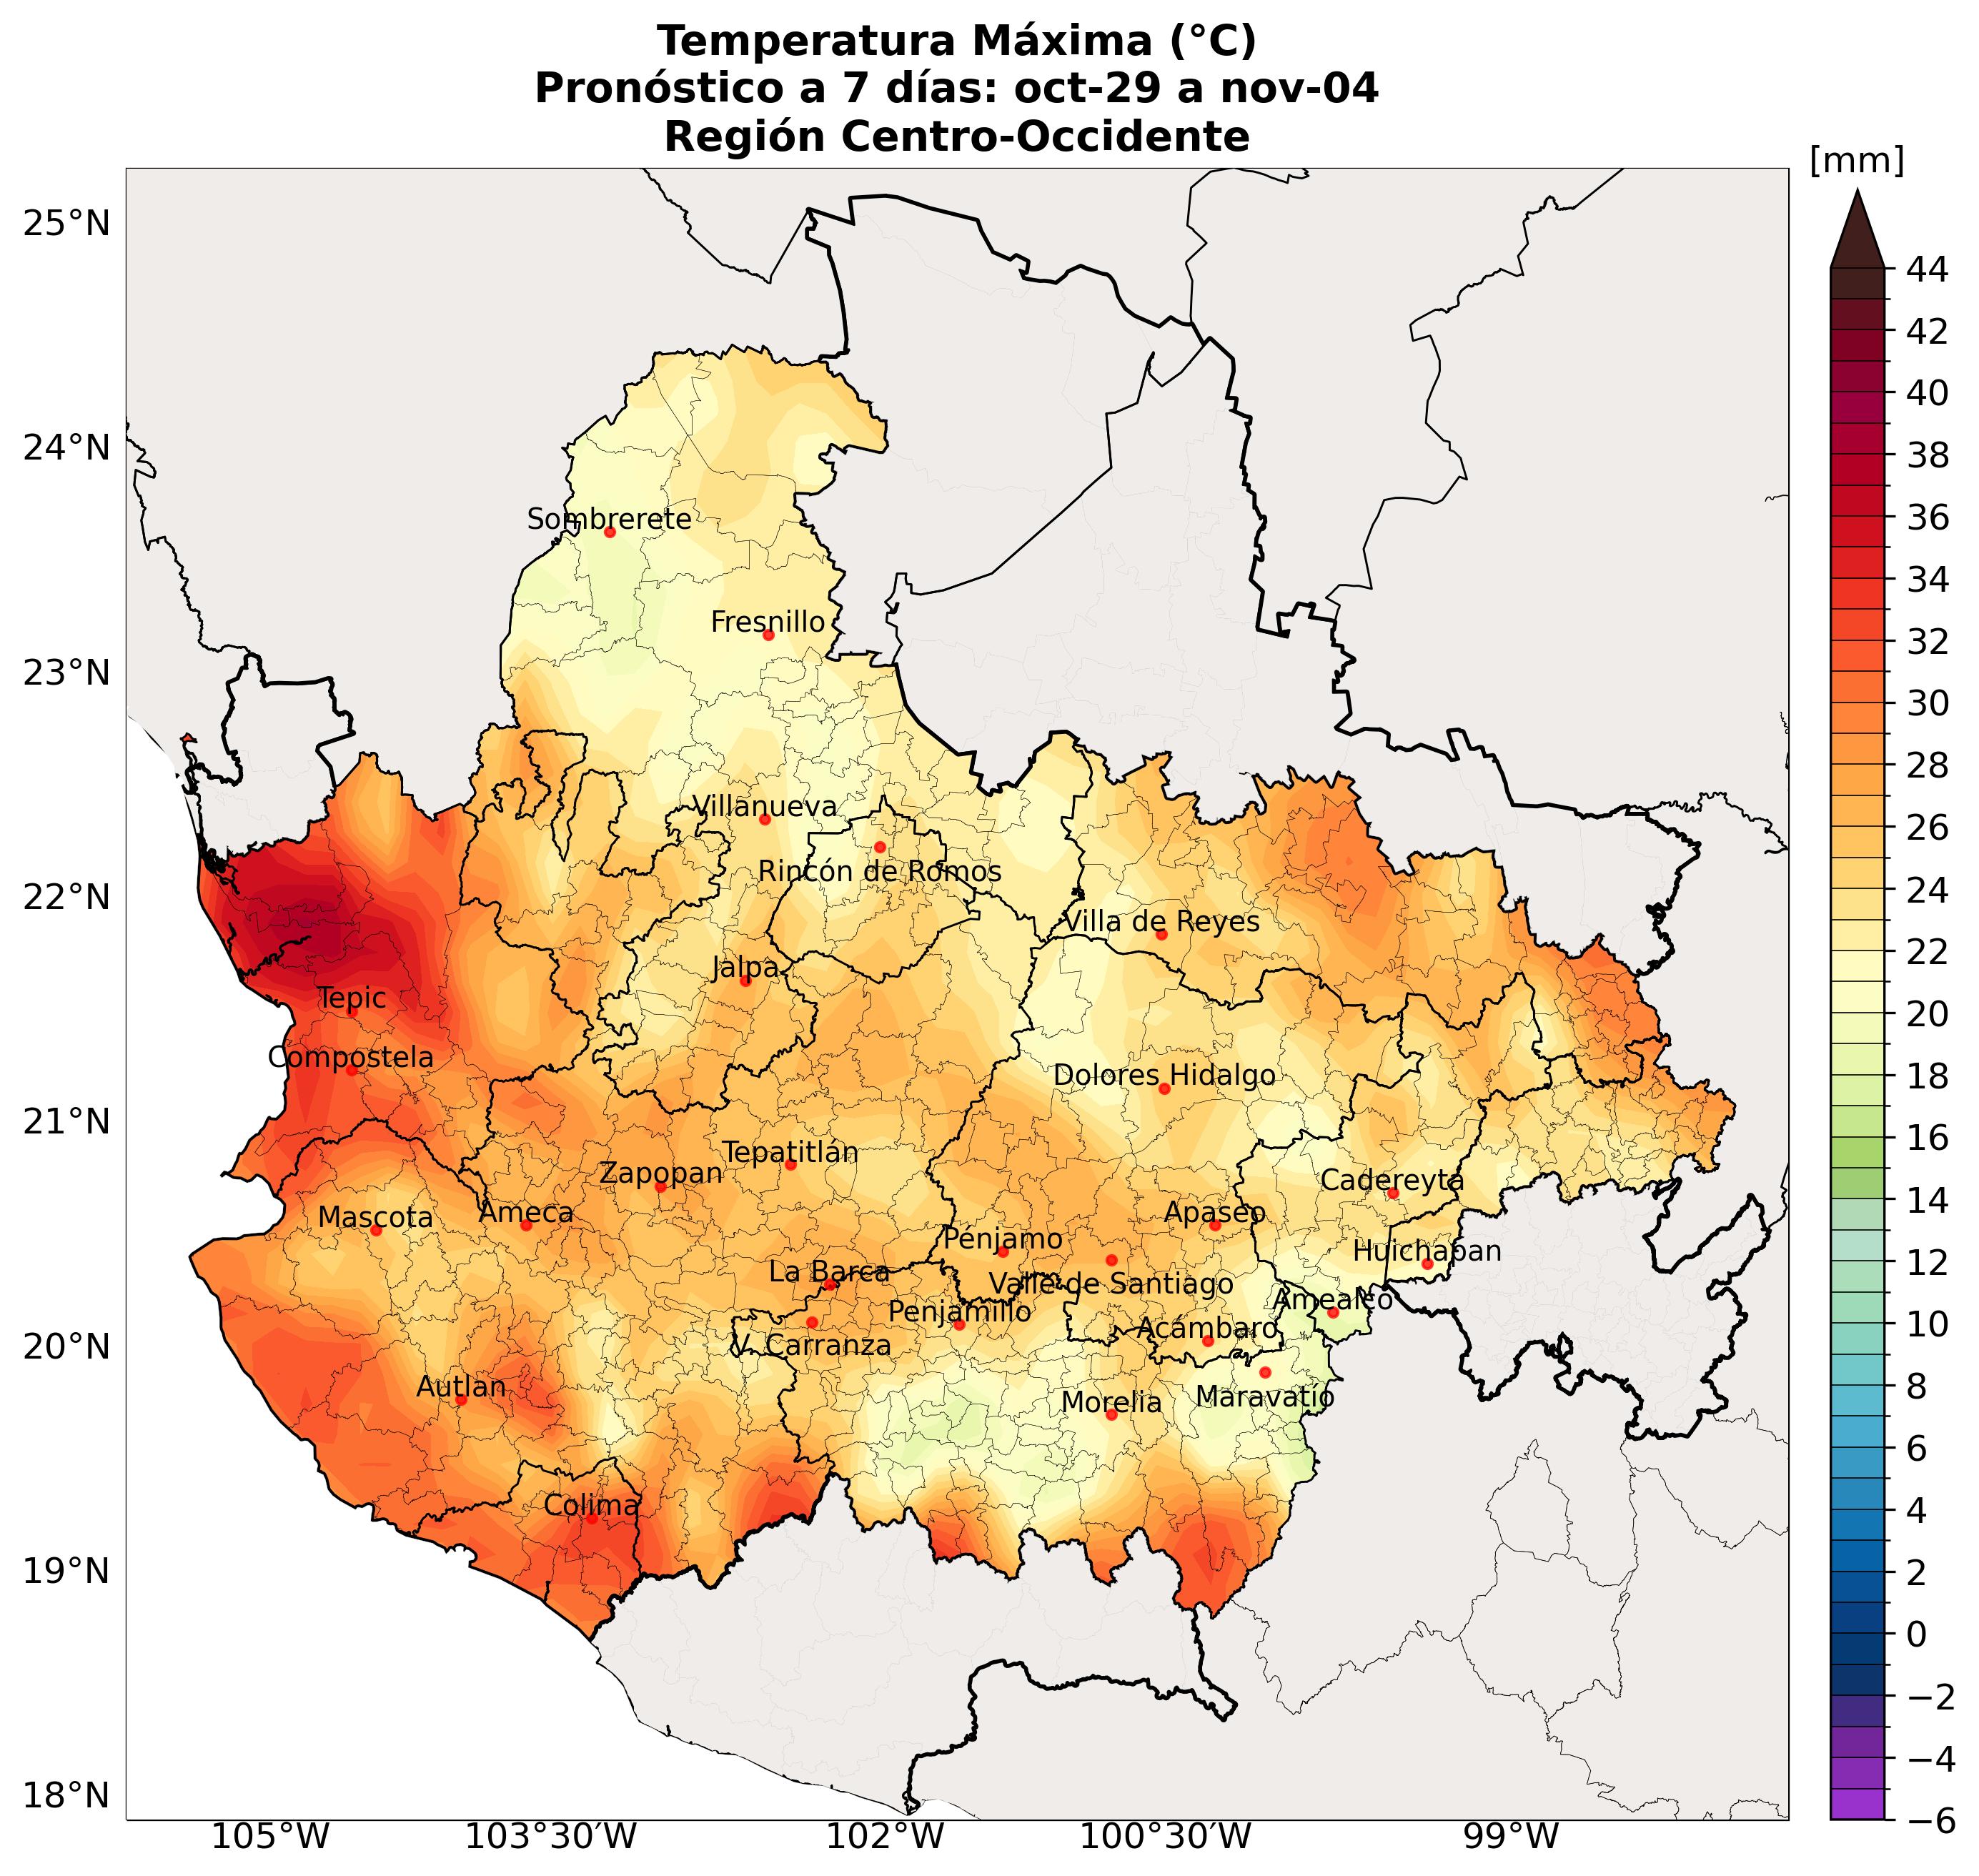 Temperatura Máxima (°C)
Pronóstico a 7 días: oct-29 a nov-04
Región Centro-Occidente
[mm]
25°N
24°N
23°N
22°N
21°N
20°N
19°N
18°N
Sombrerete
Fresnillo
Villanueva
Rincón de Romos
Villa de Reyes
Jalpa
Tepic
Compostela
Dolores Hidalgo
Tepatitlán
Zapopan
Cadereyta
Mascota
Ameca
Apaseo
Pénjamo
Huichapan
La Barca
Valle de Santiago
Amealco
Penjamillo
Acámbaro
V. Carranza
Autlan
Morelia
Maravatío
Colima
105°W
103°30′W
102°W
100°30′W
99°W
44
42
40
38
36
34
32
30
28
26
24
22
20
18
16
14
12
10
8
6
4
2
0
−2
−4
−6